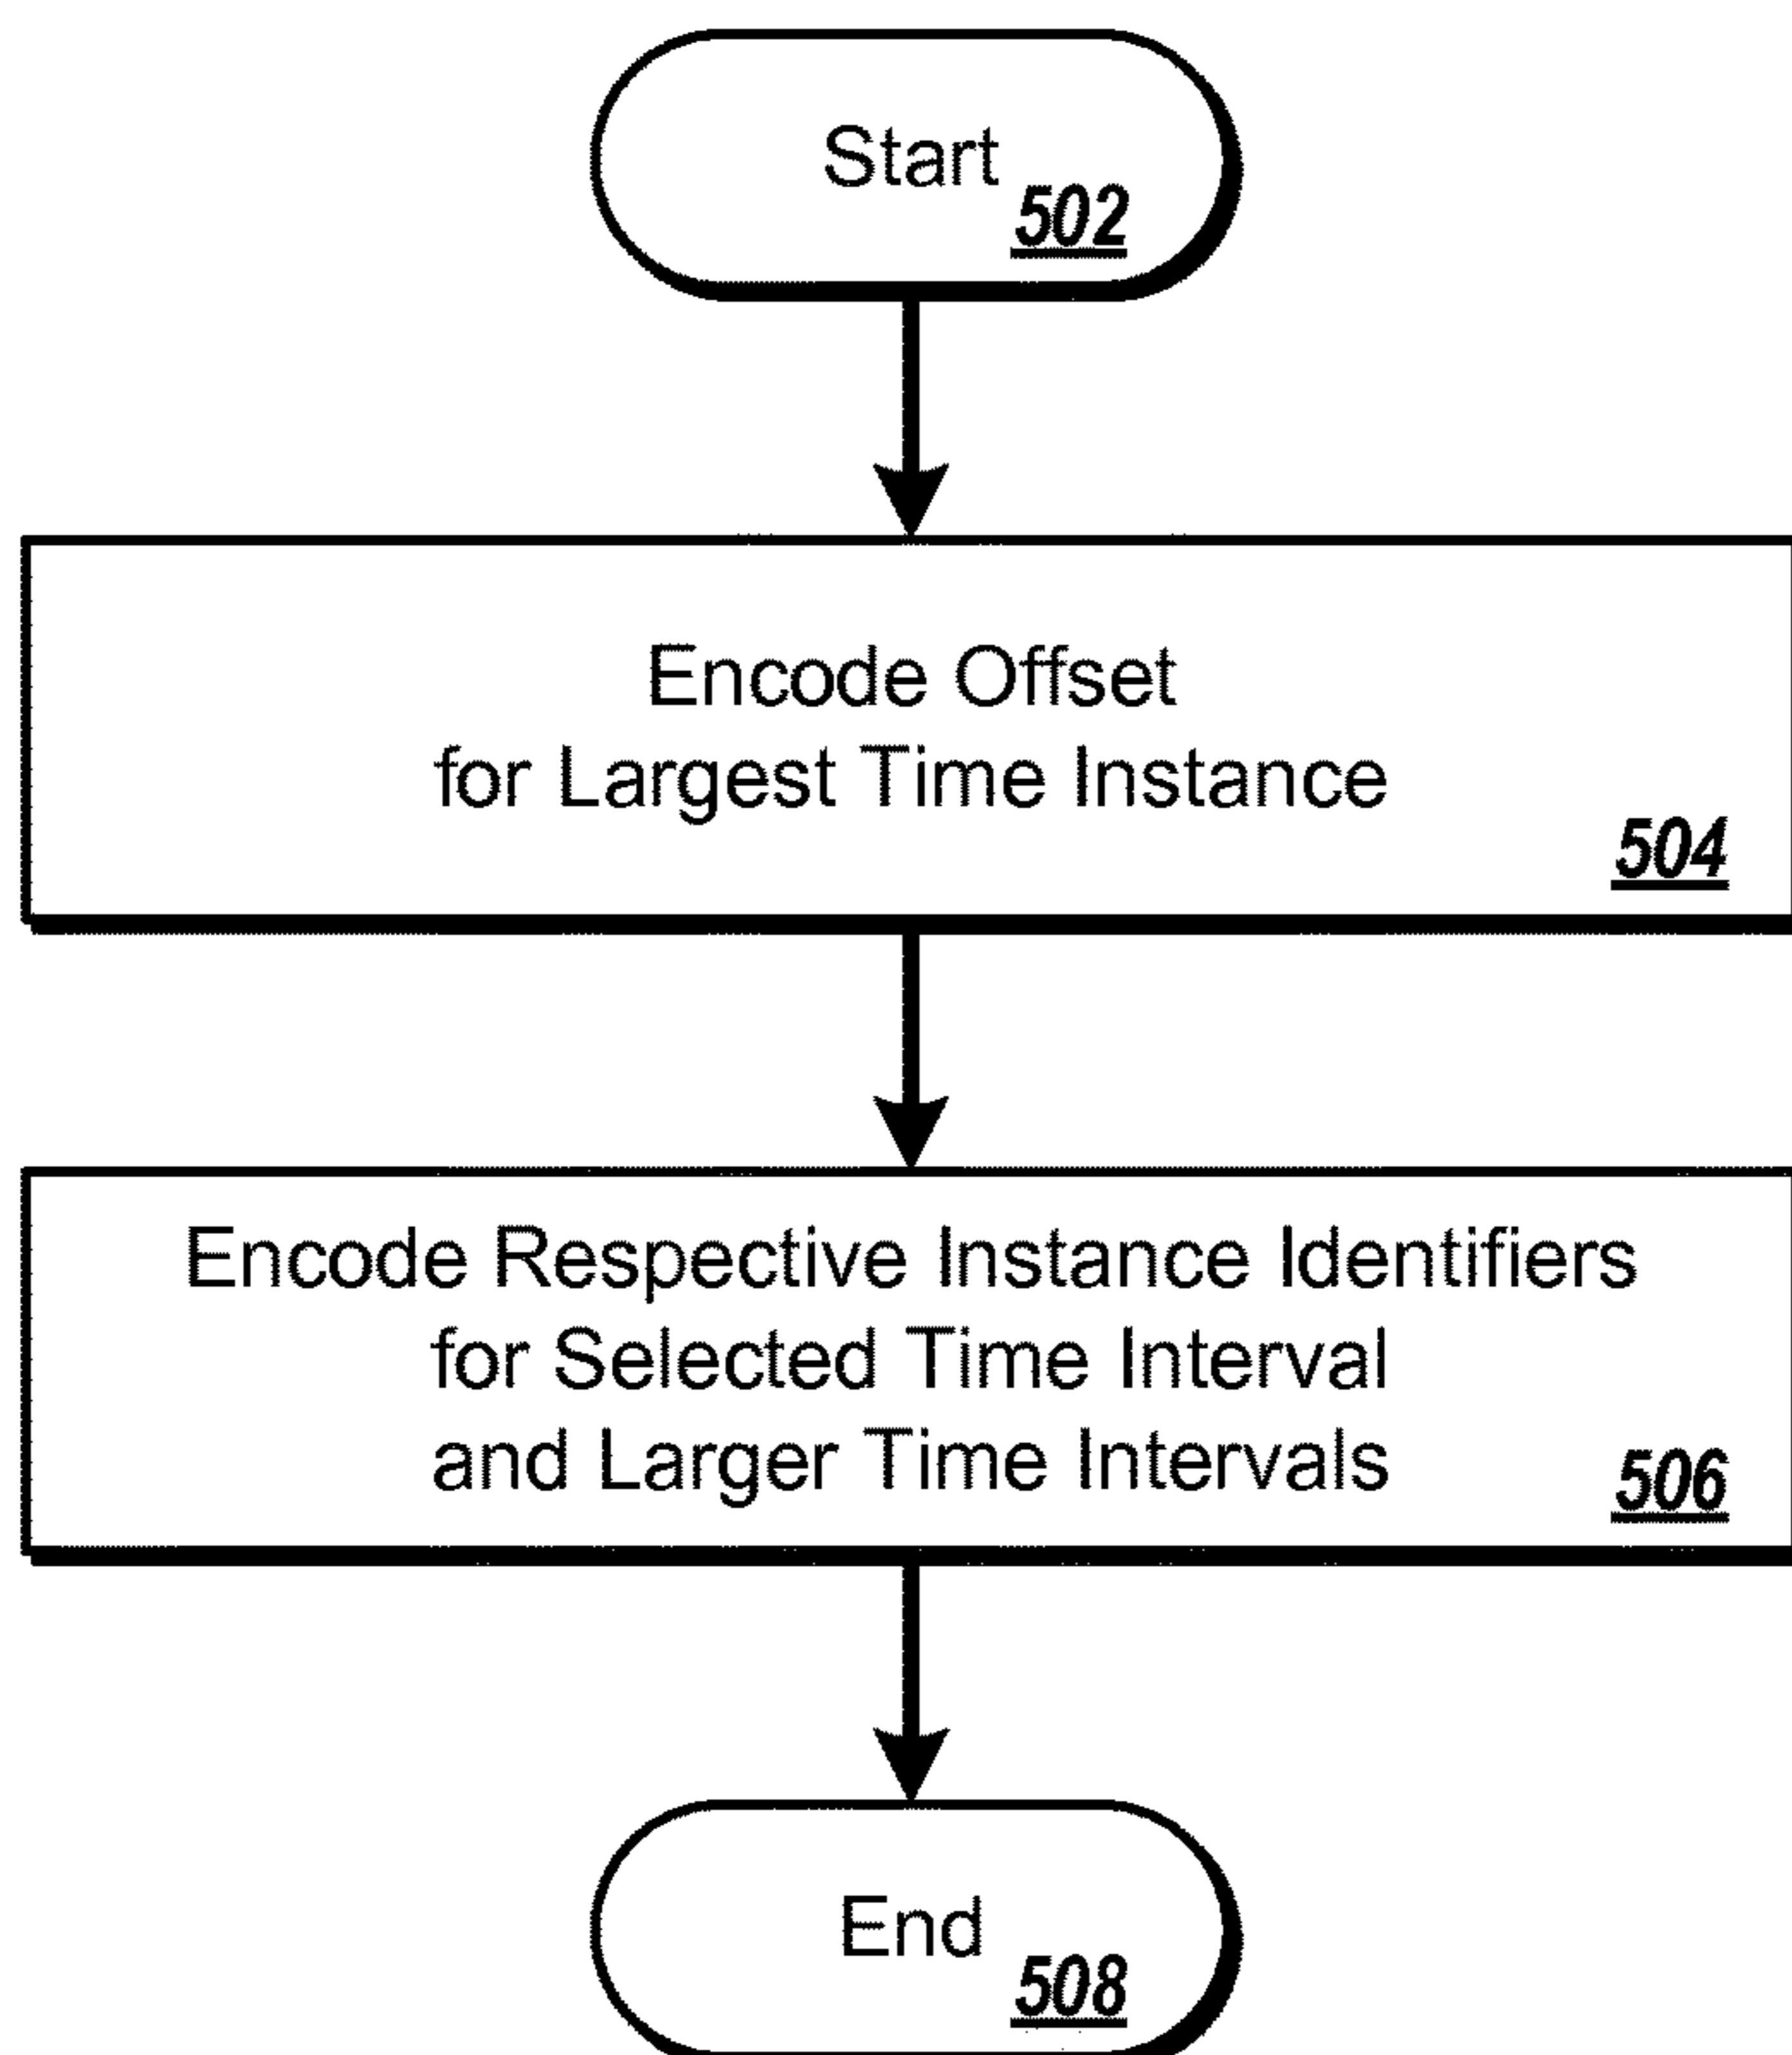 Start
502
Encode Offset
for Largest Time Instance
504
Encode Respective Instance Identifiers
for Selected Time Interval
and Larger Time Intervals
506
End
508